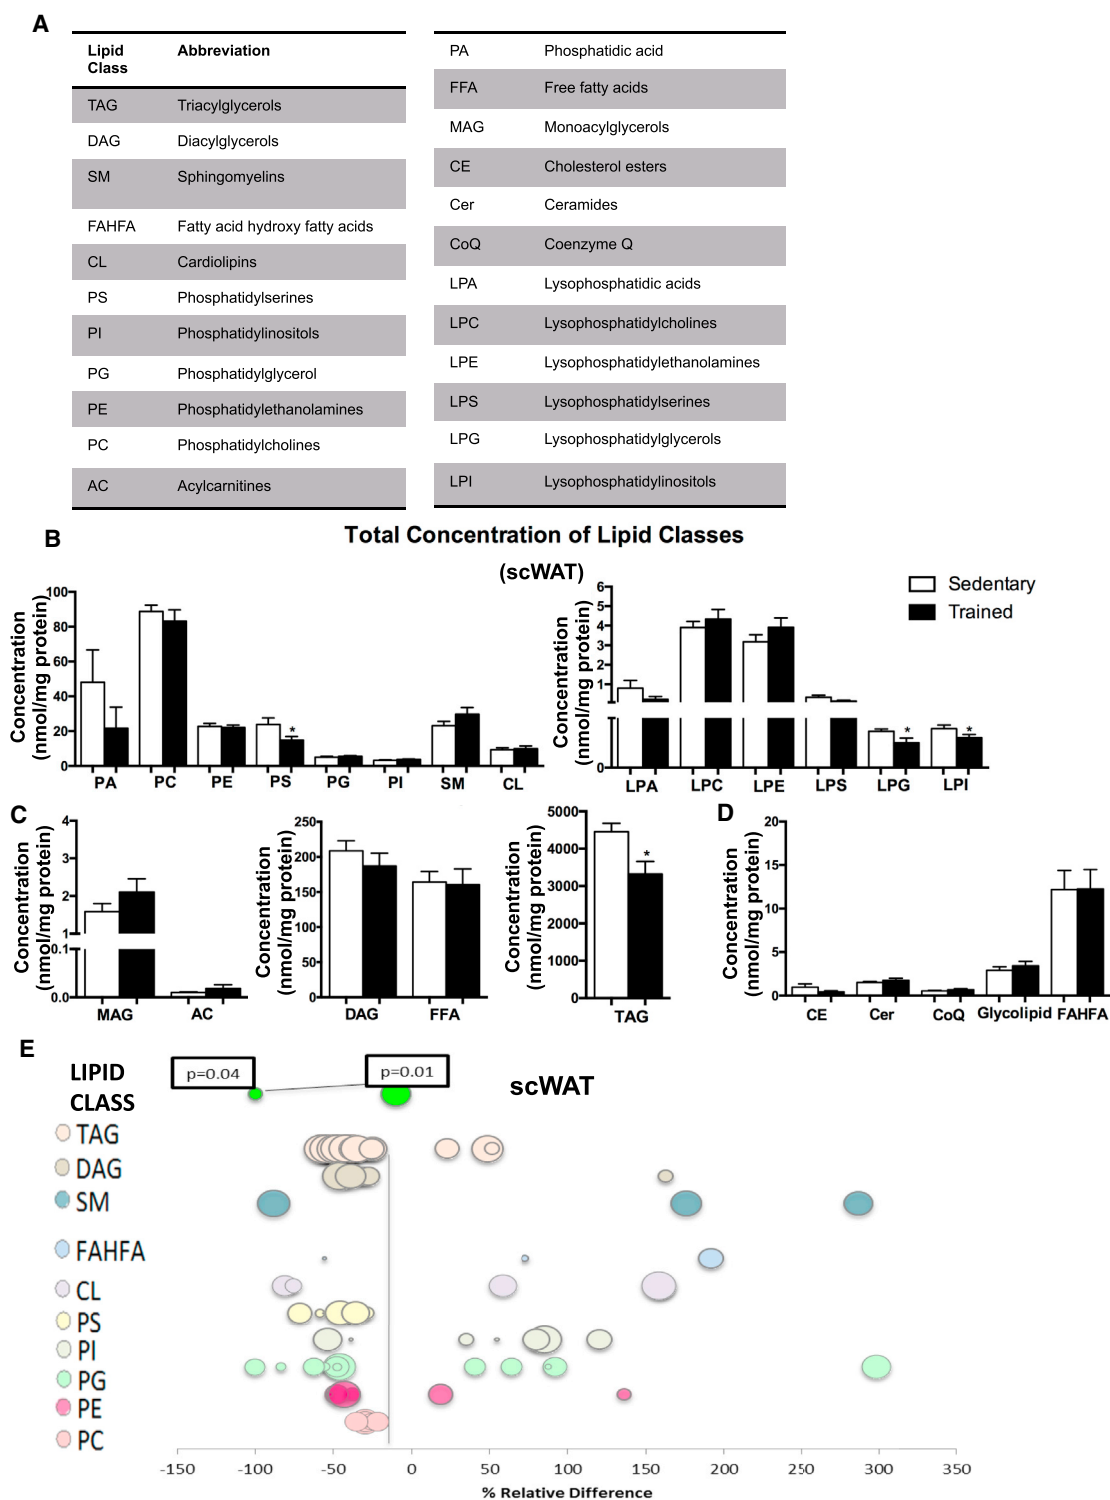 A
Lipid Class	Abbreviation
TAG	Triacylglycerols
DAG	Diacylglycerols
SM	Sphingomyelins
FAHFA	Fatty acid hydroxy fatty acids
CL	Cardiolipins
PS	Phosphatidylserines
PI	Phosphatidylinositols
PG	Phosphatidylglycerol
PE	Phosphatidylethanolamines
PC	Phosphatidylcholines
AC	Acylcarnitines
PA	Phosphatidic acid
FFA	Free fatty acids
MAG	Monoacylglycerols
CE	Cholesterol esters
Cer	Ceramides
CoQ	Coenzyme Q
LPA	Lysophosphatidic acids
LPC	Lysophosphatidylcholines
LPE	Lysophosphatidylethanolamines
LPS	Lysophosphatidylserines
LPG	Lysophosphatidylglycerols
LPI	Lysophosphatidylinositols
B
Total Concentration of Lipid Classes
(scWAT)
Sedentary
Trained
Concentration
(nmol/mg protein)
100
80
60
40
20
0
*
PA PC PE PS PG PI SM CL
Concentration
(nmol/mg protein)
6
5
4
3
2
1
0
* *
LPA LPC LPE LPS LPG LPI
C
Concentration
(nmol/mg protein)
4
3
2
1
0.1
0.0
MAG AC
Concentration
(nmol/mg protein)
250
200
150
100
50
0
DAG FFA
Concentration
(nmol/mg protein)
5000
4000
3000
2000
1000
0
*
TAG
D
Concentration
(nmol/mg protein)
20
15
10
5
0
CE Cer CoQ Glycolipid FAHFA
E
LIPID
CLASS
p=0.04
p=0.01
scWAT
TAG
DAG
SM
FAHFA
CL
PS
PI
PG
PE
PC
-150 -100 -50 0 50 100 150 200 250 300 350
% Relative Difference